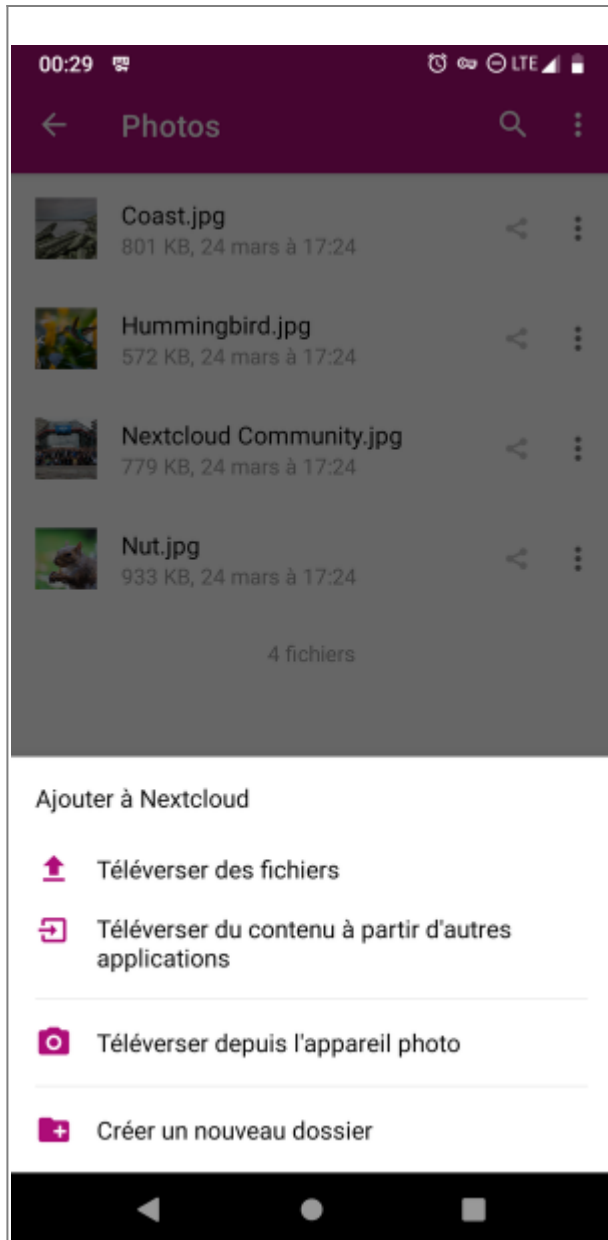 00:29 LTE
Photos
Coast.jpg
801 KB, 24 mars à 17:24
Hummingbird.jpg
572 KB, 24 mars à 17:24
Nextcloud Community.jpg
779 KB, 24 mars à 17:24
Nut.jpg
933 KB, 24 mars à 17:24
4 fichiers
Ajouter à Nextcloud
Téléverser des fichiers
Téléverser du contenu à partir d'autres
applications
Téléverser depuis l'appareil photo
Créer un nouveau dossier